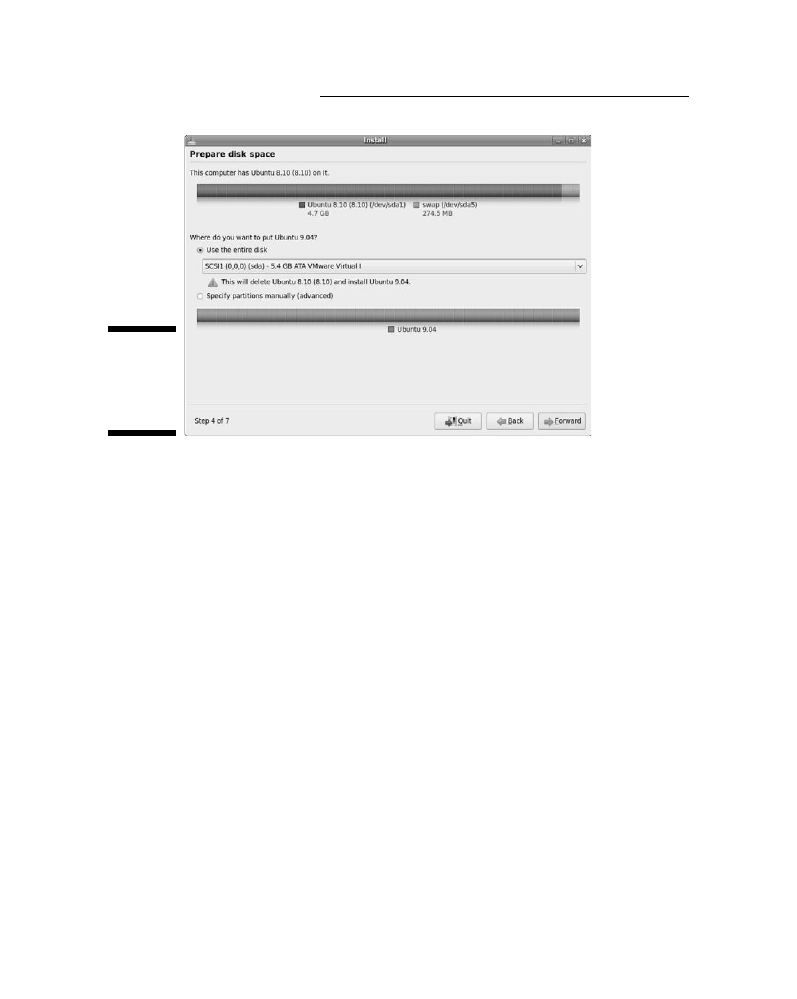 Install
Prepare disk space
This computer has Ubuntu 8.10 (8.10) on it.
Ubuntu 8.10 (8.10) (/dev/sda1) swap (/dev/sda5)
4.7 GB 274.5 MB
Where do you want to put Ubuntu 9.04?
Use the entire disk
SCSI1 (0,0,0) (sda) - 5.4 GB ATA VMware Virtual I
This will delete Ubuntu 8.10 (8.10) and install Ubuntu 9.04.
Specify partitions manually (advanced)
Ubuntu 9.04
Step 4 of 7 Quit Back Forward